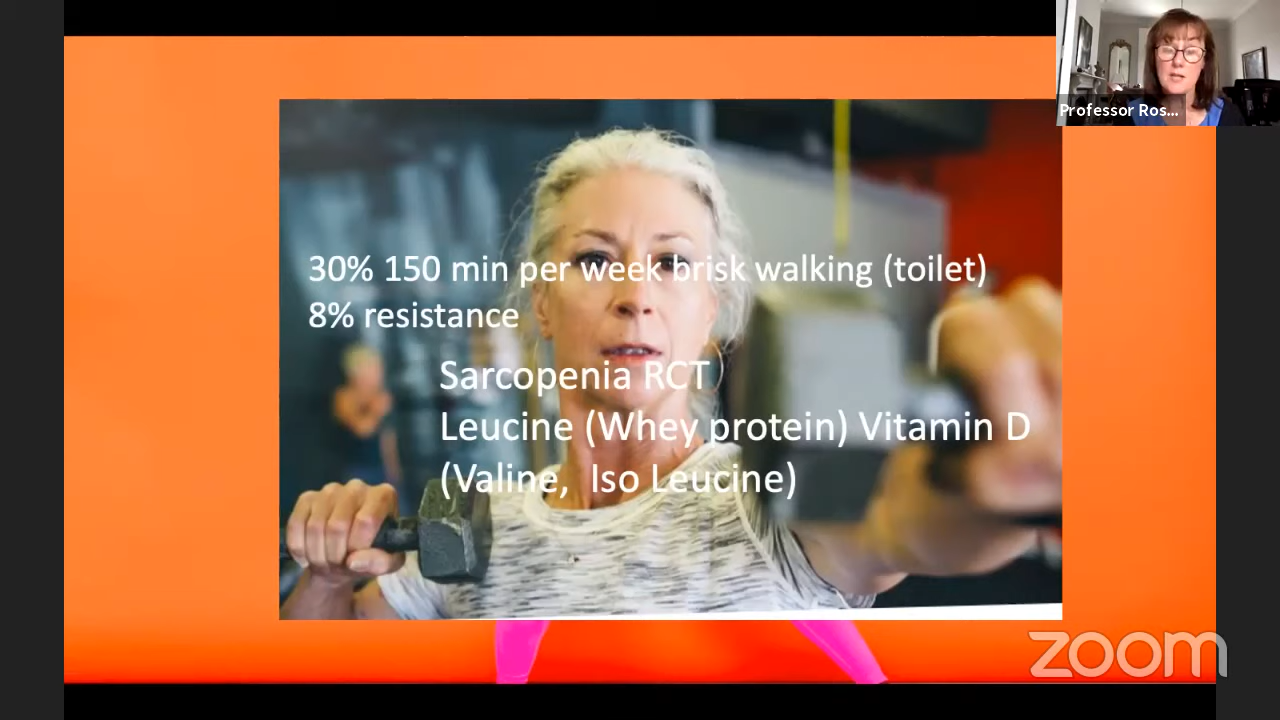 Professor Ros...
30% 150 min per week brisk walking (toilet)
8% resistance
Sarcopenia RCT
Leucine (Whey protein) Vitamin D
(Valine,  Iso Leucine)
zoom